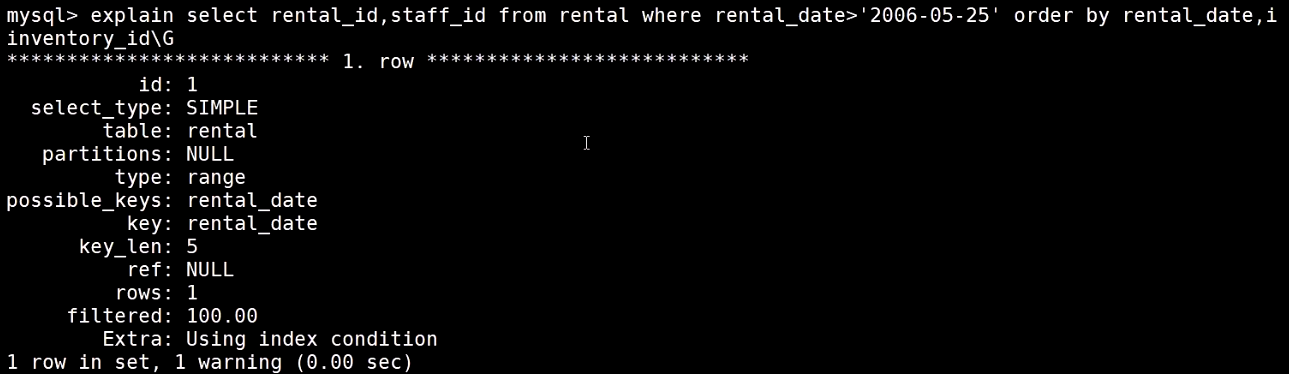 mysql> explain select rental_id,staff_id from rental where rental_date>'2006-05-25' order by rental_date,i
inventory_id\G
*************************** 1. row ***************************
id: 1
select_type: SIMPLE
table: rental
partitions: NULL
type: range
possible_keys: rental_date
key: rental_date
key_len: 5
ref: NULL
rows: 1
filtered: 100.00
Extra: Using index condition
1 row in set, 1 warning (0.00 sec)